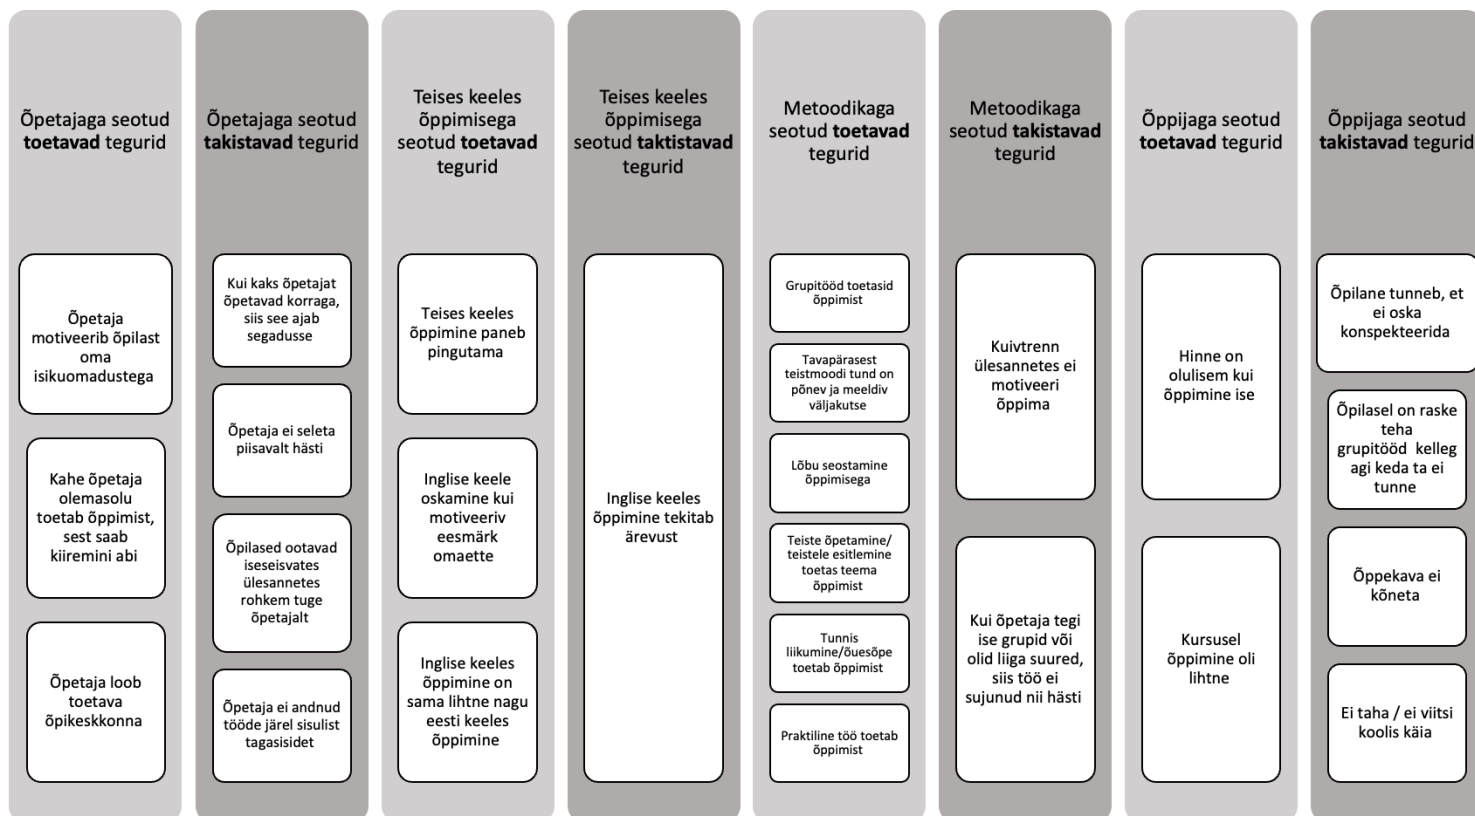 Õpetajaga seotud
toetavad tegurid
Õpetaja
motiveerib õpilast
oma
isikuomadustega
Kahe õpetaja
olemasolu
toetab õppimist,
sest saab
kiiremini abi
Õpetaja loob
toetava
õpikeskkonna
Õpetajaga seotud
takistavad tegurid
Kui kaks õpetajat
õpetavad korraga,
siis see ajab
segadusse
Õpetaja ei seleta
piisavalt hästi
Õpilased ootavad
iseseisvates
ülesannetes
rohkem tuge
õpetajalt
Õpetaja ei andnud
tööde järel sisulist
tagasisidet
Teises keeles
õppimisega
seotud toetavad
tegurid
Teises keeles
õppimine paneb
pingutama
Inglise keele
oskamine kui
motiveeriv
eesmärk
omaette
Inglise keeles
õppimine on
sama lihtne nagu
eesti keeles
õppimine
Teises keeles
õppimisega
seotud taktistavad
tegurid
Inglise keeles
õppimine tekitab
ärevust
Metoodikaga
seotud toetavad
tegurid
Grupitööd toetasid
õppimist
Tavapärasest
teistmoodi tund on
põnev ja meeldiv
väljakutse
Lõbu seostamine
õppimisega
Teiste õpetamine/
teistele esitlemine
toetas teema
õppimist
Tunnis
liikumine/õuesõpe
toetab õppimist
Praktiline töö toetab
õppimist
Metoodikaga
seotud takistavad
tegurid
Kuivtrenn
ülesannetes ei
motiveeri
õppima
Kui õpetaja tegi
ise grupid või
olid liiga suured,
siis töö ei
sujunud nii hästi
Õppijaga seotud
toetavad tegurid
Hinne on
olulisem kui
õppimine ise
Kursusel
õppimine oli
lihtne
Õppijaga seotud
takistavad tegurid
Õpilane tunneb, et
ei oska
konspekteerida
Õpilasel on raske
teha
grupitööd kelleg
agi keda ta ei
tunne
Õppekava ei
kõneta
Ei taha / ei viitsi
koolis käia